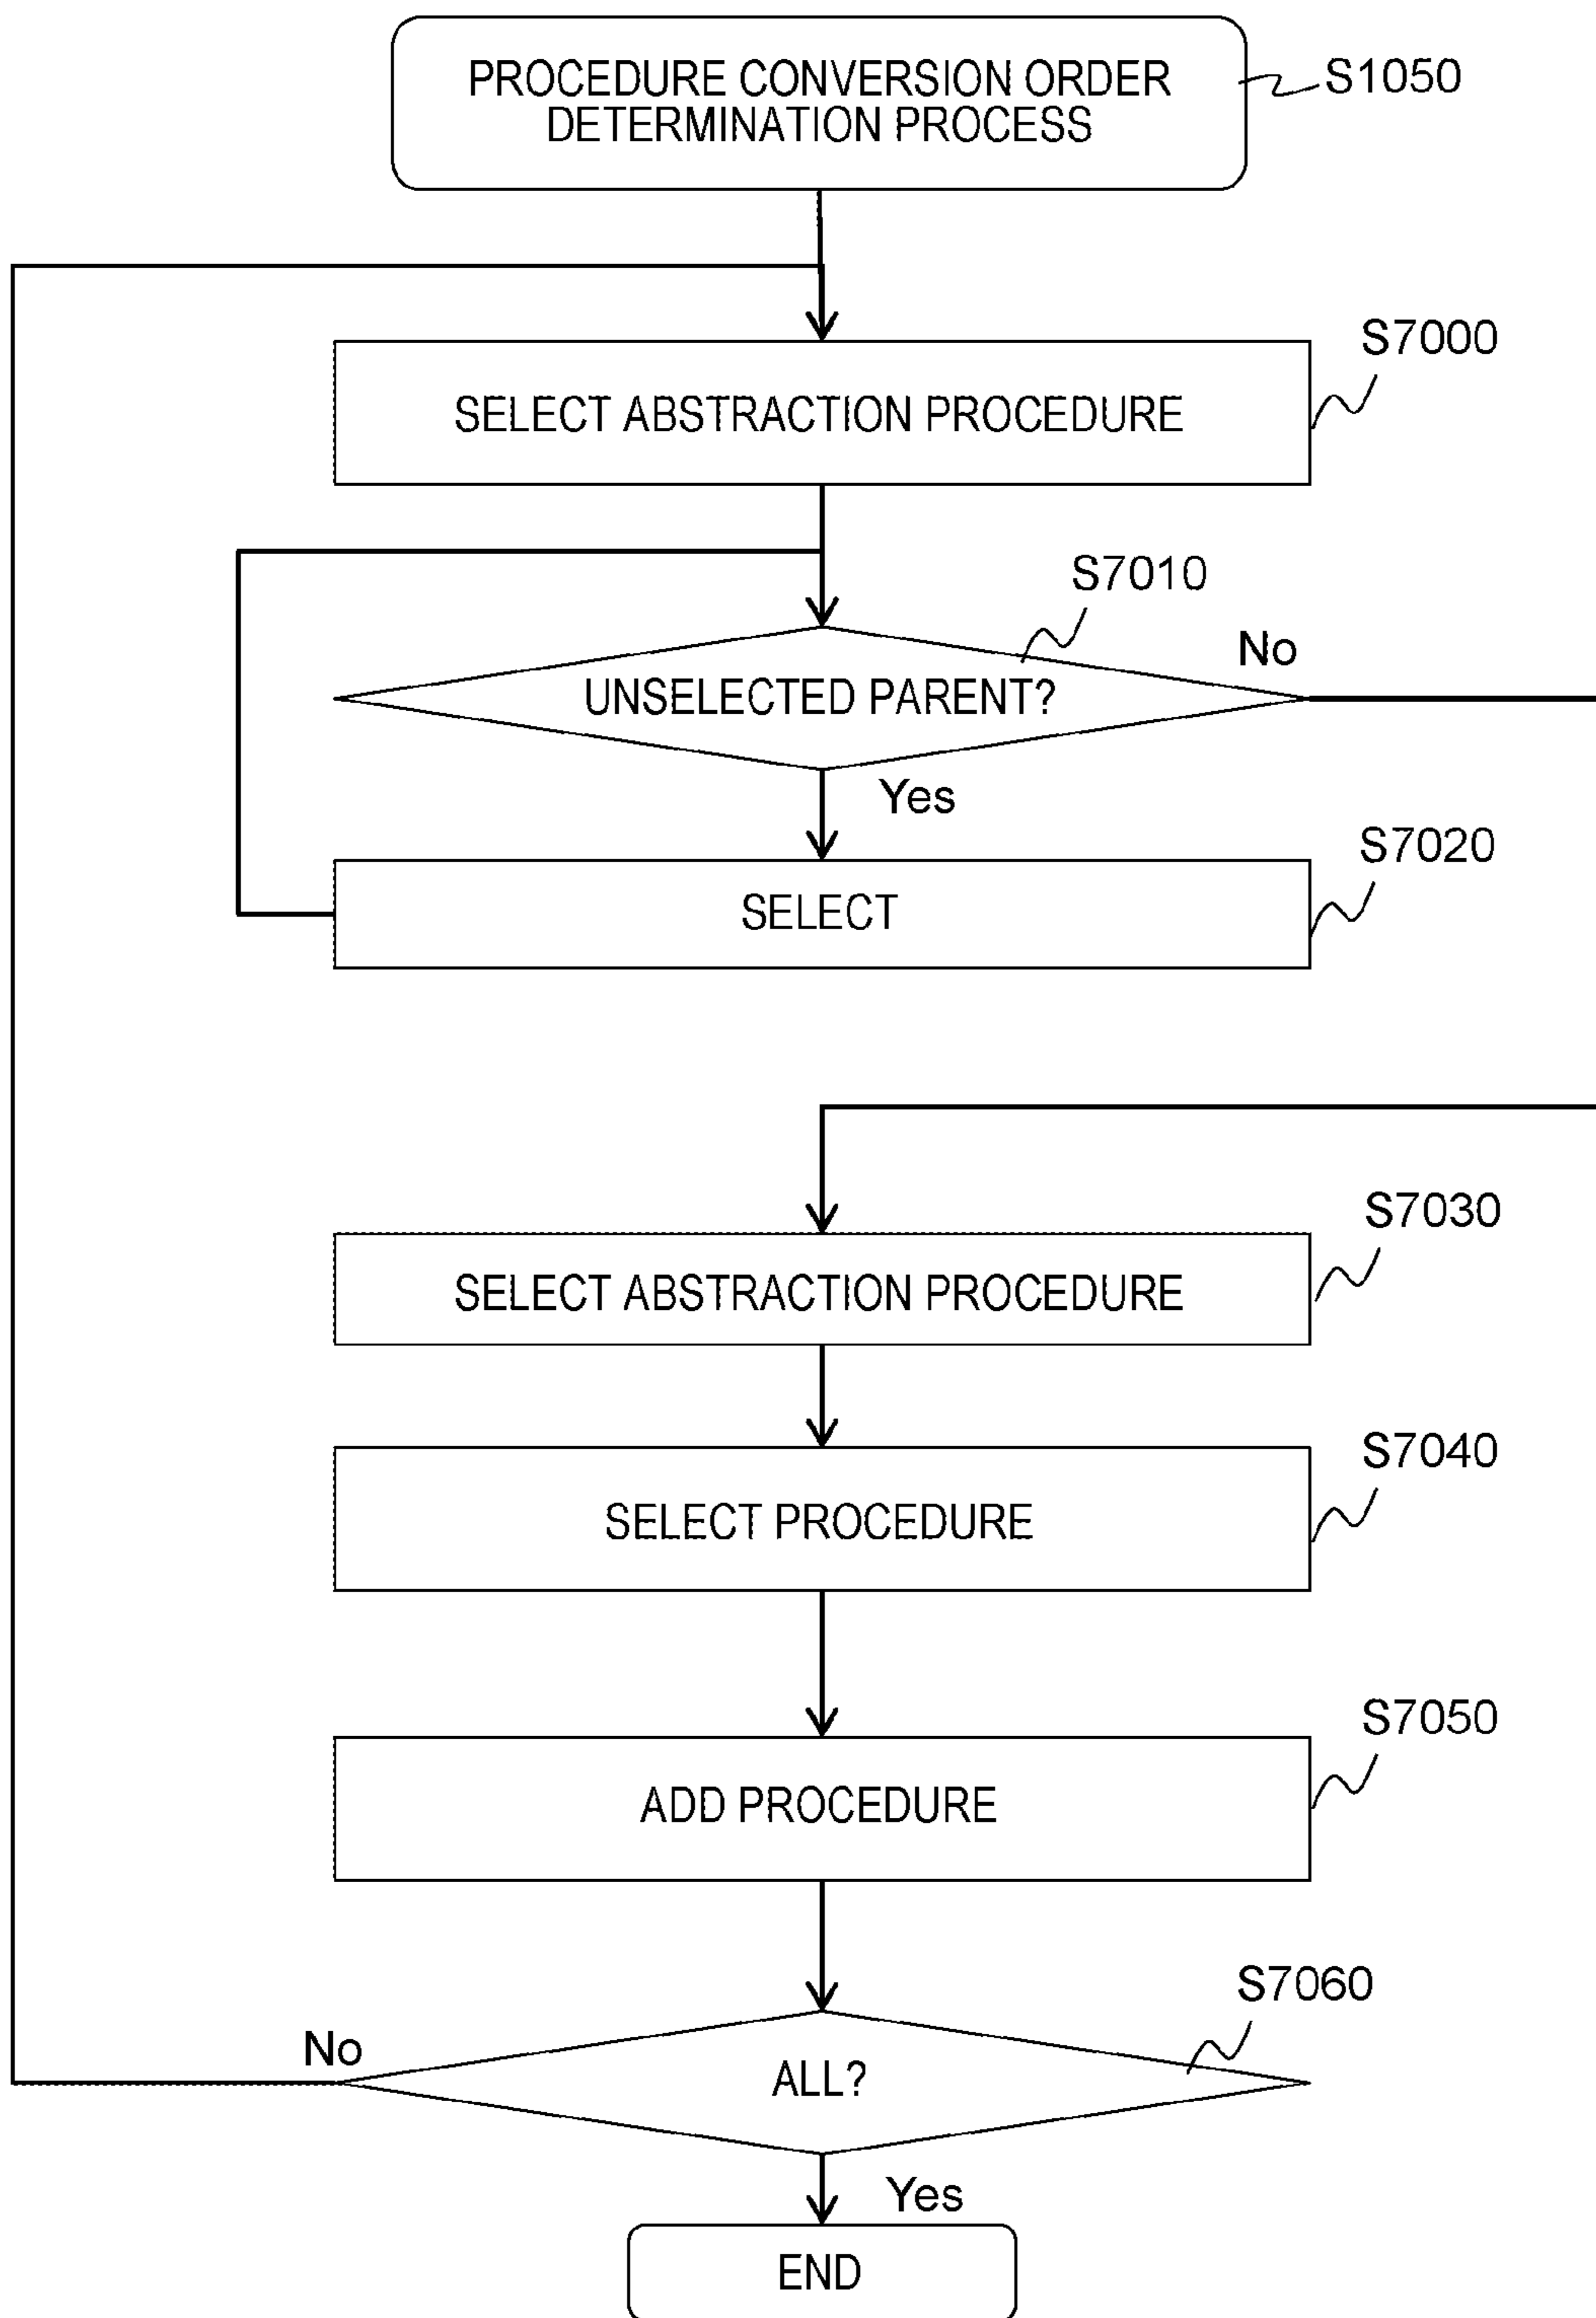 PROCEDURE CONVERSION ORDER
DETERMINATION PROCESS
S1050
S7000
SELECT ABSTRACTION PROCEDURE
S7010
No
UNSELECTED PARENT?
Yes
S7020
SELECT
S7030
SELECT ABSTRACTION PROCEDURE
S7040
SELECT PROCEDURE
S7050
ADD PROCEDURE
S7060
No
ALL?
Yes
END